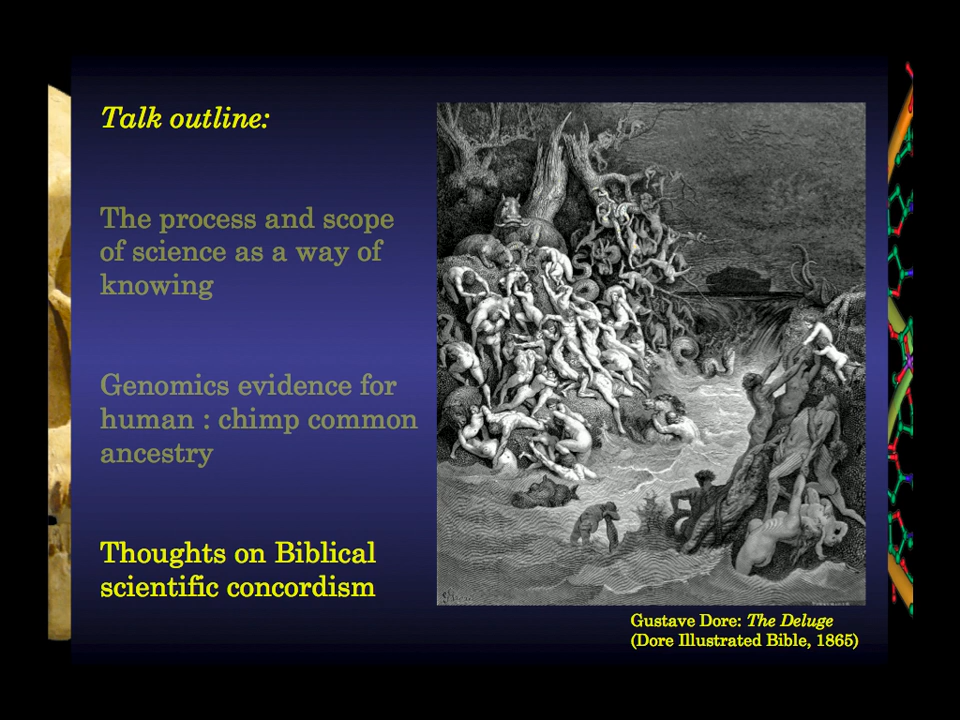 Talk outline:
The process and scope
of science as a way of
knowing
Genomics evidence for
human : chimp common
ancestry
Thoughts on Biblical
scientific concordism
Gustave Dore: The Deluge
(Dore Illustrated Bible, 1865)